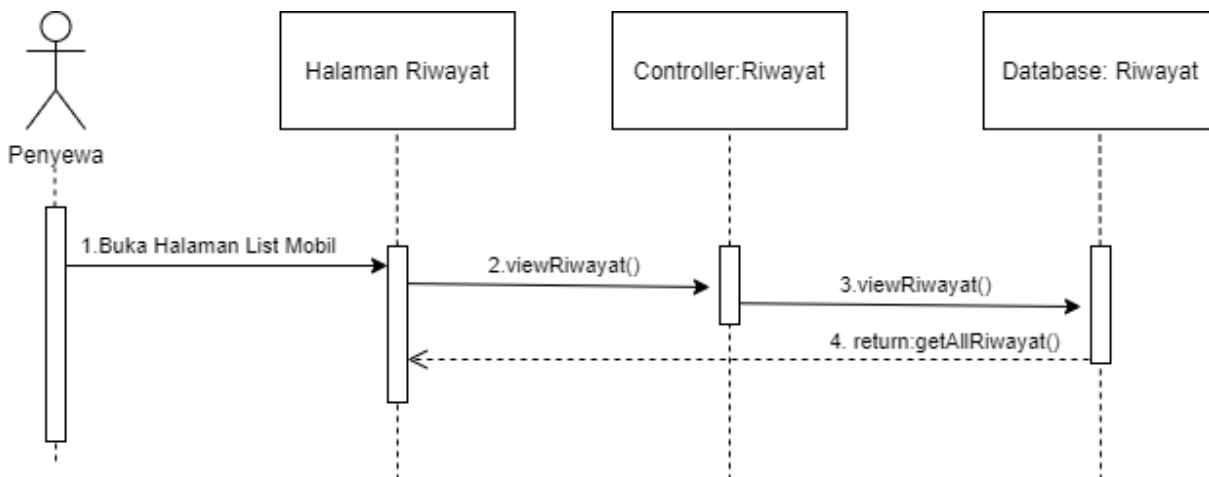 Halaman Riwayat
Controller:Riwayat
Database: Riwayat
Penyewa
1.Buka Halaman List Mobil
2.viewRiwayat()
3.viewRiwayat()
4. return:getAllRiwayat()